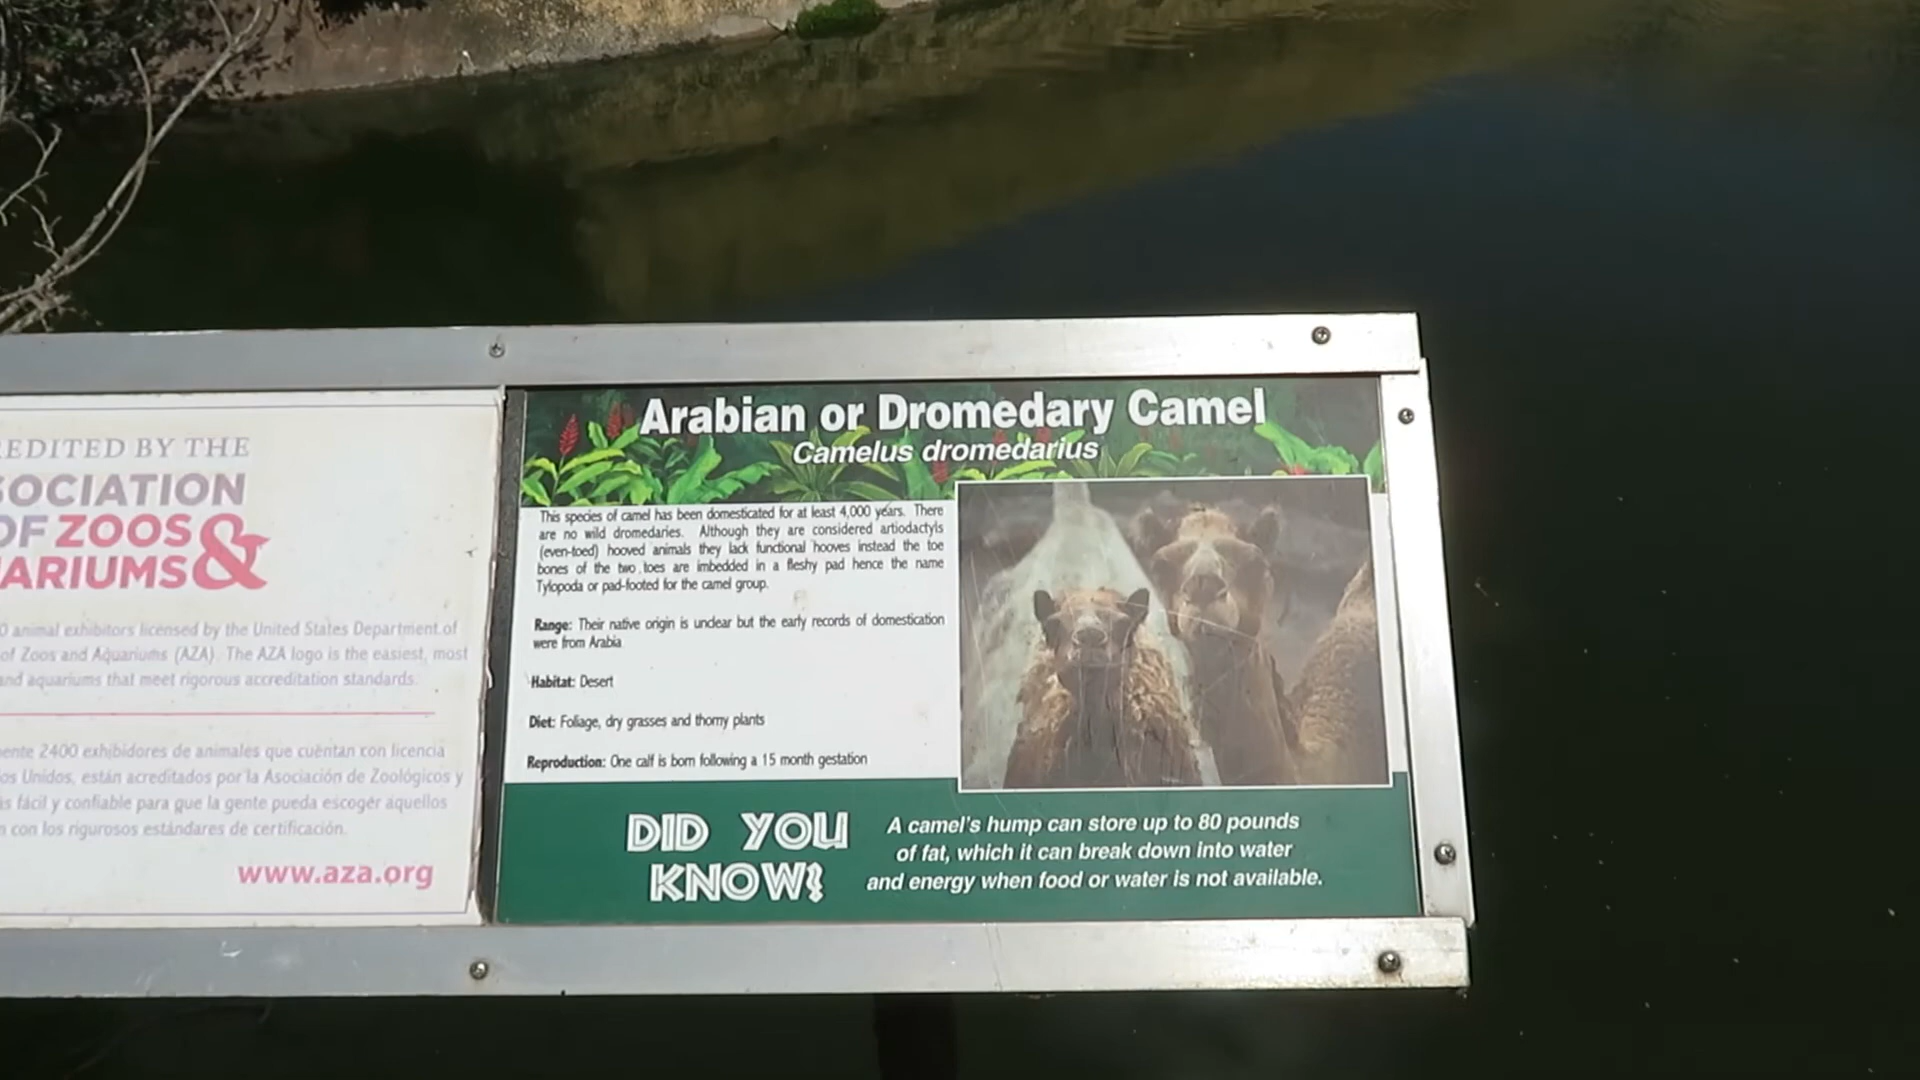 REDITED BY THE
SOCIATION
OF ZOOS &
ARIUMS
0 animal exhibitors licensed by the United States Department of
of Zoos and Aquariums (AZA). The AZA logo is the easiest, most
and aquariums that meet rigorous accreditation standards.
ente 2400 exhibidores de animales que cuentan con licencia
os Unidos, están acreditados por la Asociación de Zoológicos y
s fácil y confiable para que la gente pueda escoger aquellos
con los rigurosos estándares de certificación.
www.aza.org
Arabian or Dromedary Camel
Camelus dromedarius
This species of camel has been domesticated for at least 4,000 years. There
are no wild dromedaries. Although they are considered artiodactyls
(even-toed) hooved animals they lack functional hooves instead the toe
bones of the two toes are imbedded in a fleshy pad hence the name
Tylopoda or pad-footed for the camel group.
Range: Their native origin is unclear but the early records of domestication
were from Arabia
Habitat: Desert
Diet: Foliage, dry grasses and thorny plants
Reproduction: One calf is born following a 15 month gestation
DID YOU
KNOW?
A camel's hump can store up to 80 pounds
of fat, which it can break down into water
and energy when food or water is not available.